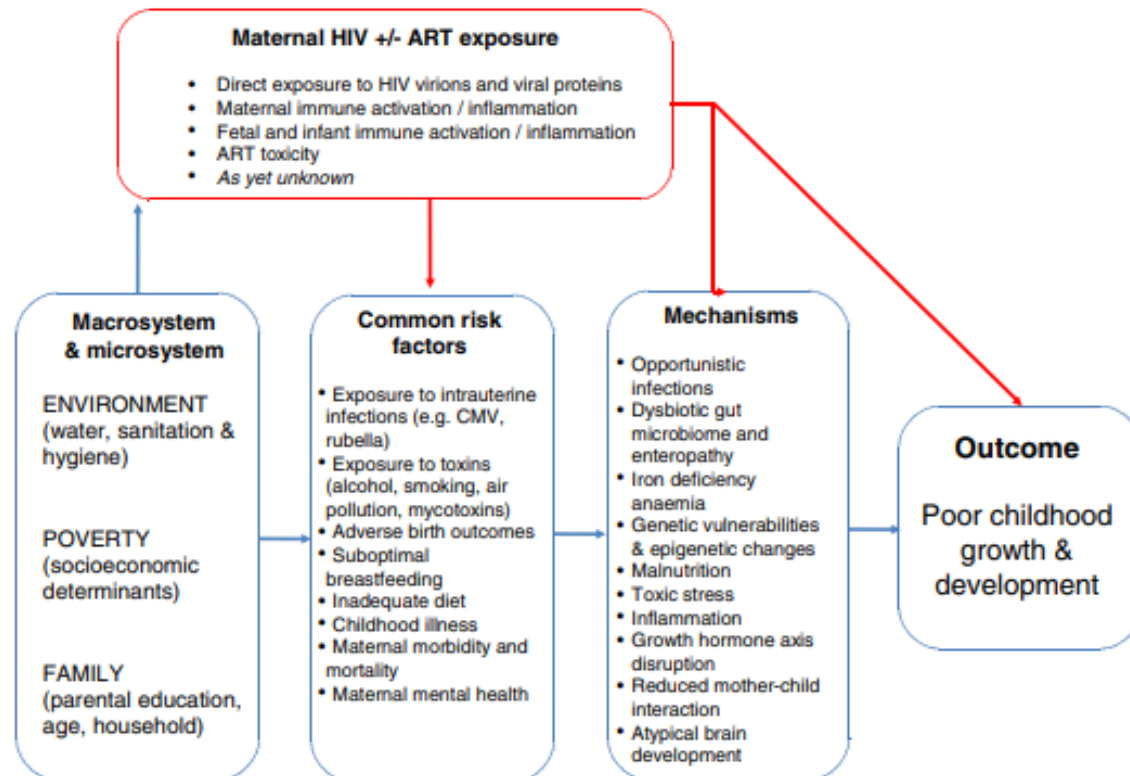 Maternal HIV +/- ART exposure
• Direct exposure to HIV virions and viral proteins
• Maternal immune activation / inflammation
• Fetal and infant immune activation / inflammation
• ART toxicity
• As yet unknown
Macrosystem
& microsystem
ENVIRONMENT
(water, sanitation &
hygiene)
POVERTY
(socioeconomic
determinants)
FAMILY
(parental education,
age, household)
Common risk
factors
• Exposure to intrauterine
infections (e.g. CMV,
rubella)
• Exposure to toxins
(alcohol, smoking, air
pollution, mycotoxins)
• Adverse birth outcomes
• Suboptimal
breastfeeding
• Inadequate diet
• Childhood illness
• Maternal morbidity and
mortality
• Maternal mental health
Mechanisms
• Opportunistic
infections
• Dysbiotic gut
microbiome and
enteropathy
• Iron deficiency
anaemia
• Genetic vulnerabilities
& epigenetic changes
• Malnutrition
• Toxic stress
• Inflammation
• Growth hormone axis
disruption
• Reduced mother-child
interaction
• Atypical brain
development
Outcome
Poor childhood
growth &
development